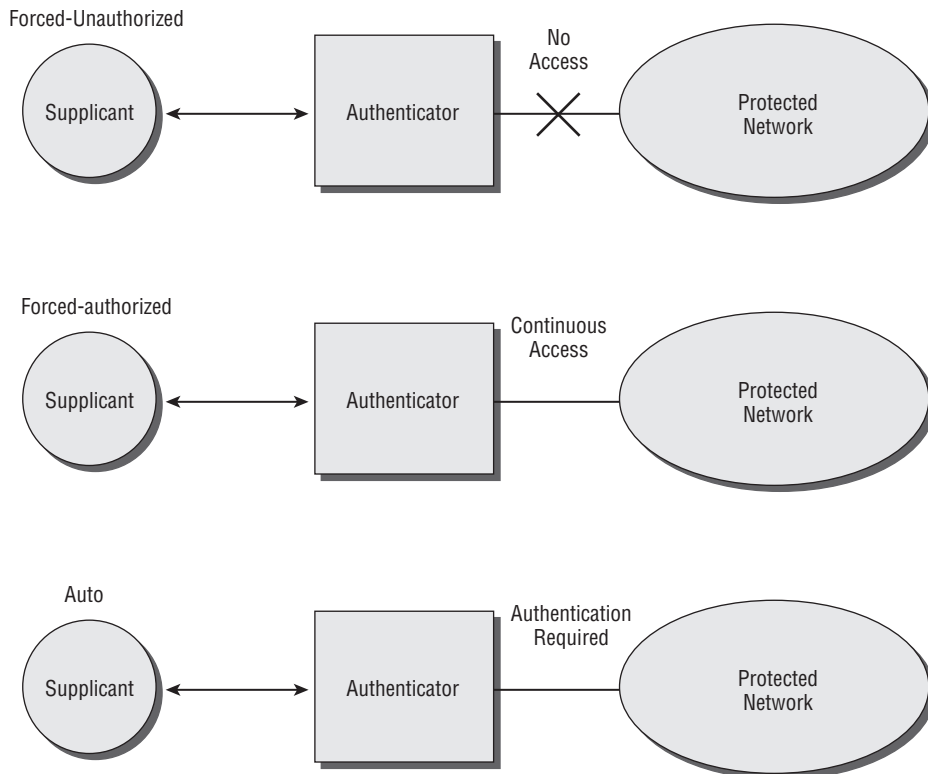 Forced-Unauthorized
Supplicant
Authenticator
No
Access
Protected
Network
Forced-authorized
Supplicant
Authenticator
Continuous
Access
Protected
Network
Auto
Supplicant
Authenticator
Authentication
Required
Protected
Network